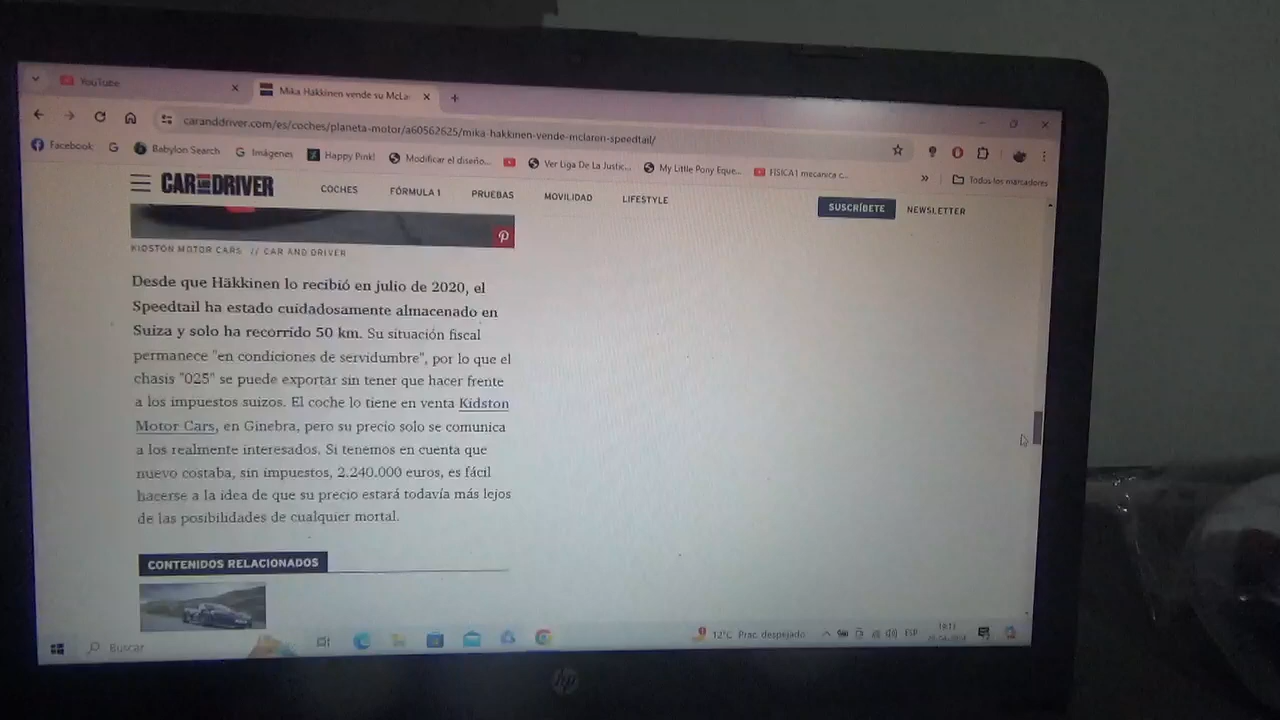 YouTube
Mika Häkkinen vende su McLa
caranddriver.com/es/coches/planeta-motor/a60562625/mika-hakkinen-vende-mclaren-speedtail/
Facebook
Babylon Search
Imágenes
Happy Pink!
Modificar el diseño...
Ver Liga De La Justic...
My Little Pony Eque...
FISICA1 mecanica c...
»
Todos los marcadores
CAR AND DRIVER
COCHES
FÓRMULA 1
PRUEBAS
MOVILIDAD
LIFESTYLE
SUSCRÍBETE
NEWSLETTER
KIDSTON MOTOR CARS // CAR AND DRIVER
Desde que Häkkinen lo recibió en julio de 2020, el
Speedtail ha estado cuidadosamente almacenado en
Suiza y solo ha recorrido 50 km. Su situación fiscal
permanece "en condiciones de servidumbre", por lo que el
chasis "025" se puede exportar sin tener que hacer frente
a los impuestos suizos. El coche lo tiene en venta Kidston
Motor Cars, en Ginebra, pero su precio solo se comunica
a los realmente interesados. Si tenemos en cuenta que
nuevo costaba, sin impuestos, 2.240.000 euros, es fácil
hacerse a la idea de que su precio estará todavía más lejos
de las posibilidades de cualquier mortal.
CONTENIDOS RELACIONADOS
Buscar
12°C Prac. despejado
ESP
hp